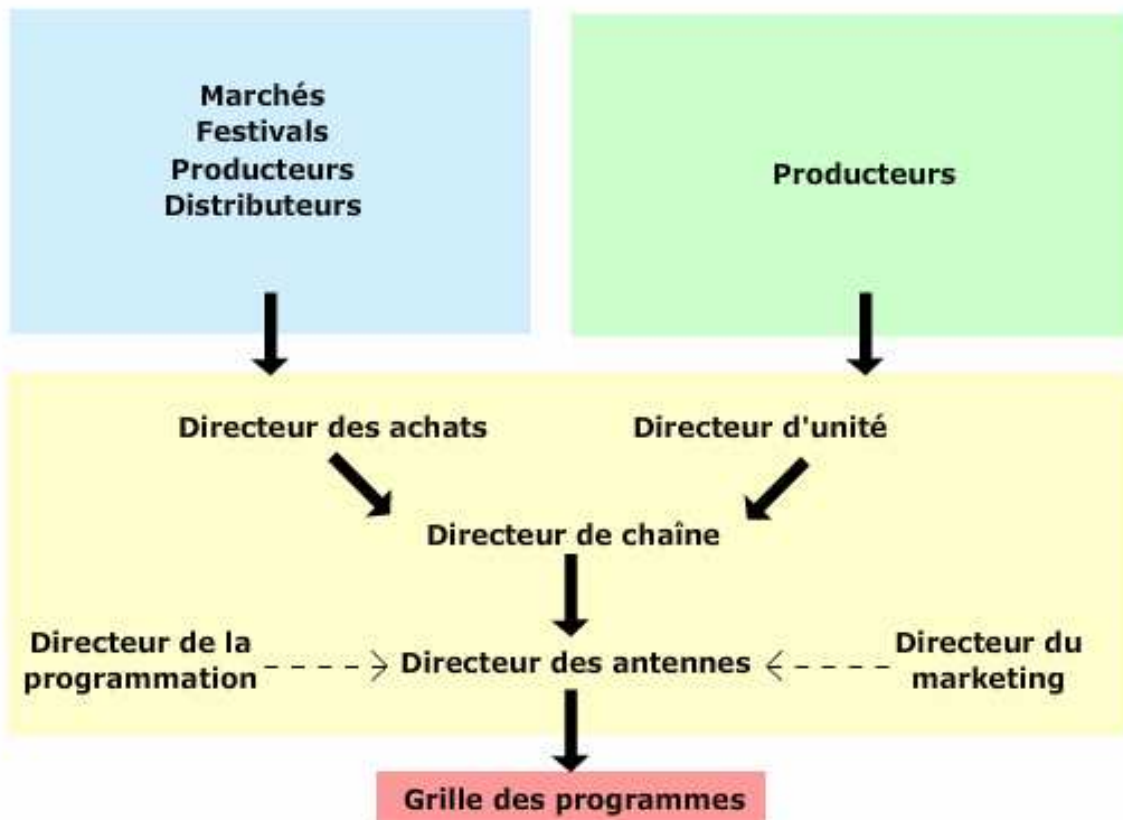 Marchés
Festivals
Producteurs
Distributeurs
Producteurs
Directeur des achats
Directeur d'unité
Directeur de chaîne
Directeur de la
programmation
Directeur des antennes
Directeur du
marketing
Grille des programmes